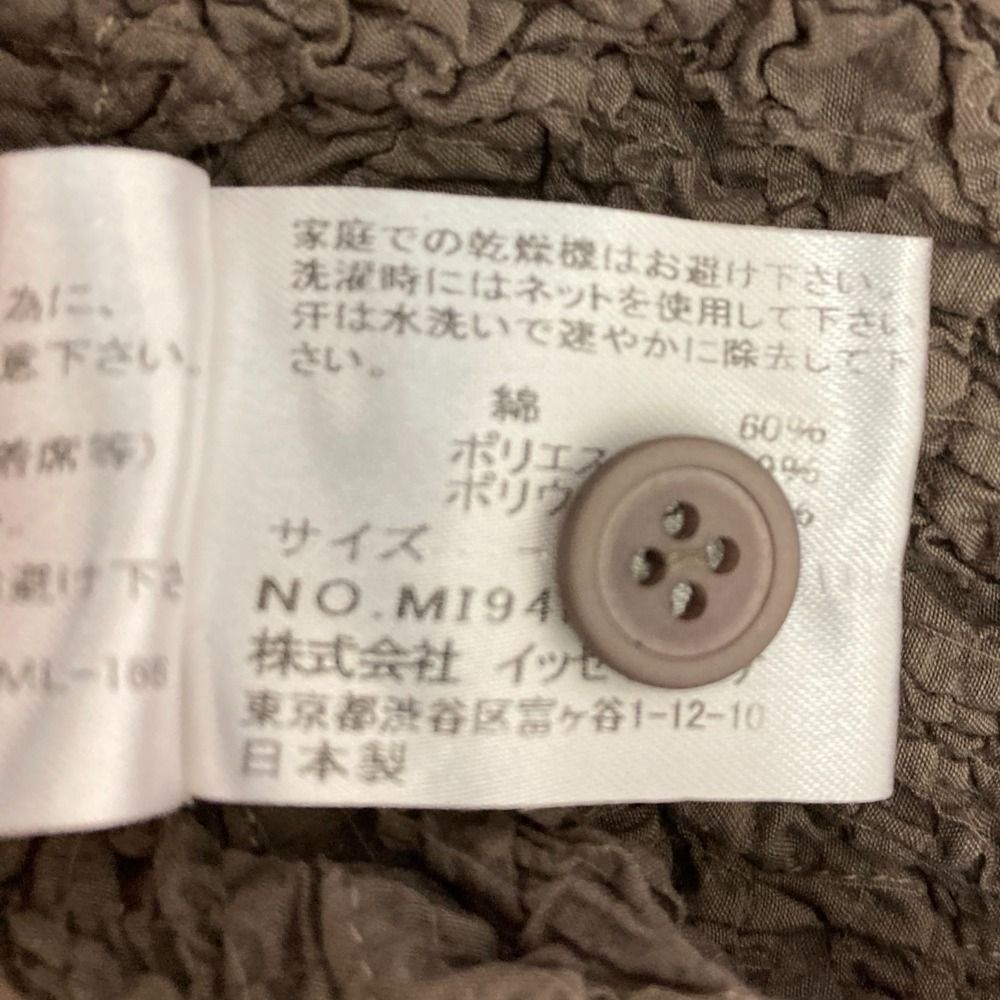 為に、
下さい。
着席等)
避け下さ
ML-166
家庭での乾燥機はお避け下さい。
洗濯時にはネットを使用して下さい
汗は水洗いで速やかに除去して下
さい。
綿 60%
ポリエス %
ポリウ %
サイズ
NO.MI94
株式会社 イッセ
東京都渋谷区富ヶ谷1-12-10
日本製